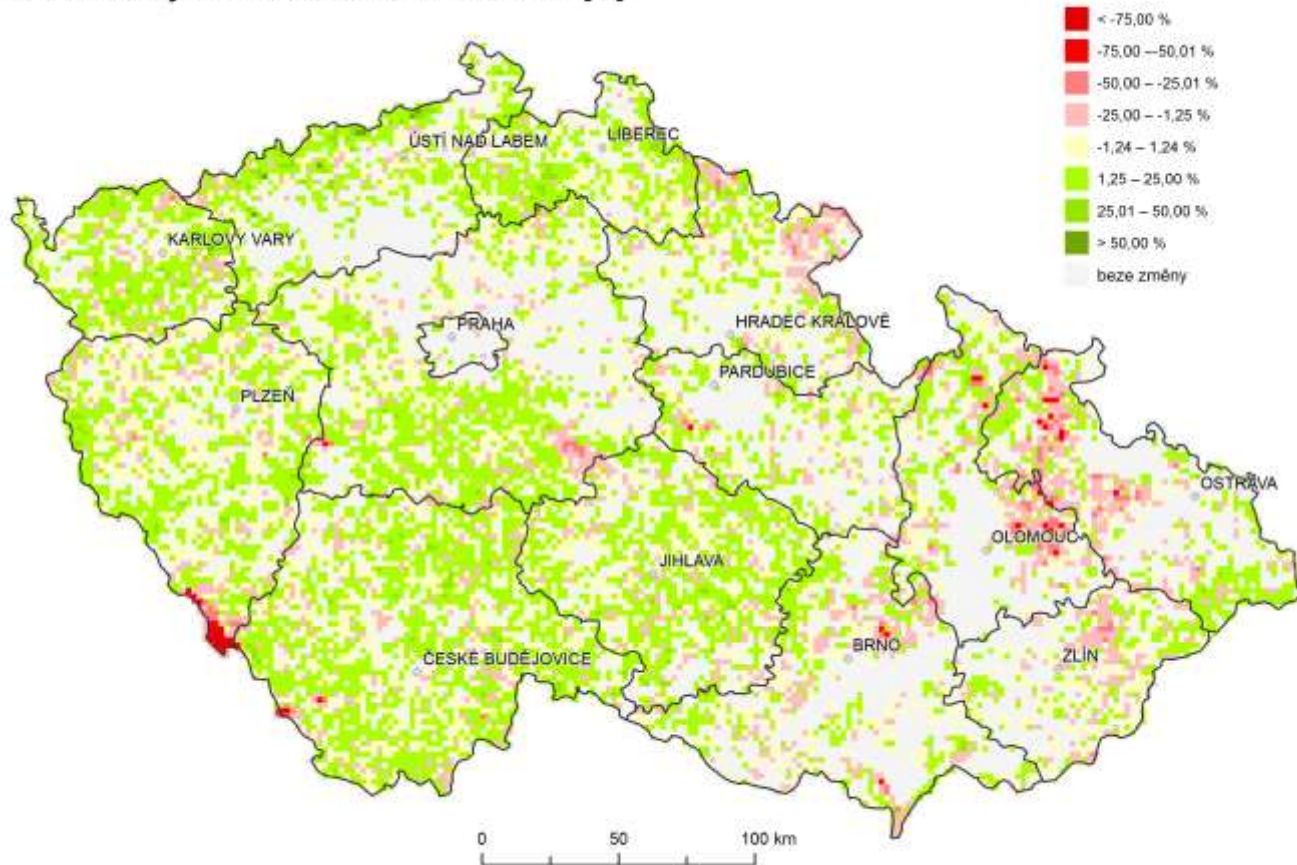 < -75,00 %
-75,00 –-50,01 %
-50,00 – -25,01 %
-25,00 – -1,25 %
-1,24 – 1,24 %
1,25 – 25,00 %
25,01 – 50,00 %
> 50,00 %
beze změny
ÚSTÍ NAD LABEM
LIBEREC
KARLOVY VARY
PRAHA
HRADEC KRÁLOVÉ
PARDUBICE
PLZEŇ
OSTRAVA
OLOMOUC
JIHLAVA
BRNO
ZLÍN
ČESKÉ BUDĚJOVICE
0 50 100 km